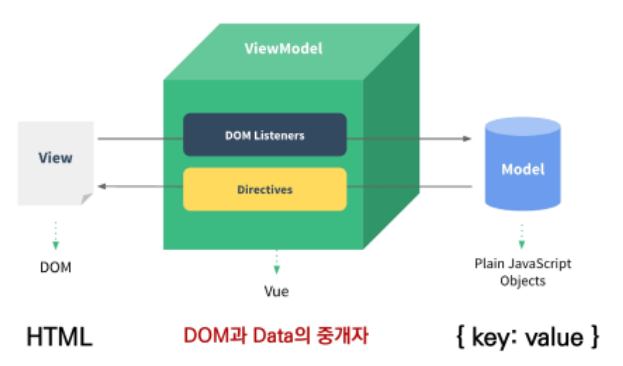 ViewModel
DOM Listeners
View
Model
Directives
DOM
Vue
Plain JavaScript
Objects
HTML
DOM과 Data의 중개자
{ key: value }